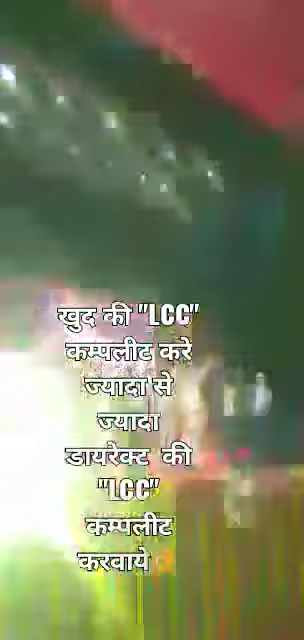 खुद की "LCC"
कम्पलीट करे
ज्यादा से
ज्यादा
डायरेक्ट की
"LCC"
कम्पलीट
करवाये